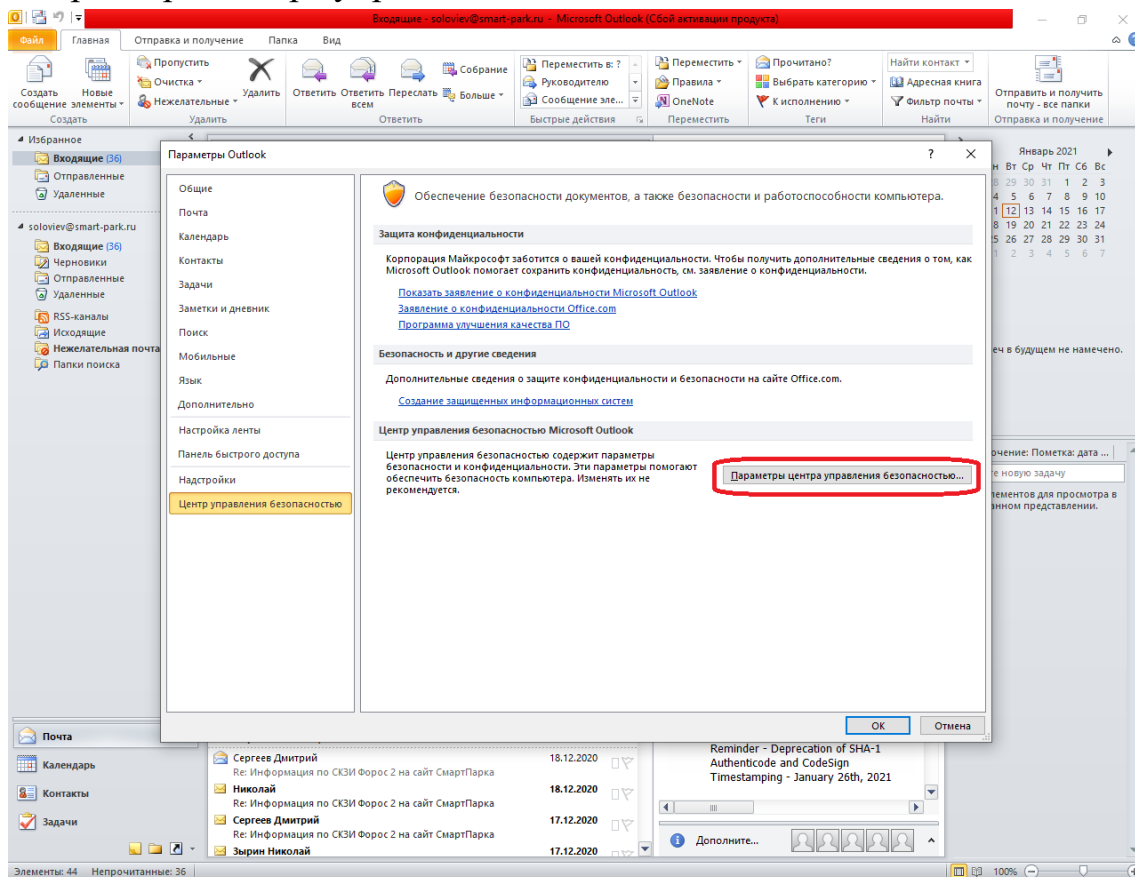 Входящие - soloviev@smart-park.ru - Microsoft Outlook (Сбой активации продукта)
Файл Главная Отправка и получение Папка Вид
Создать сообщение
Новые элементы
Создать
Пропустить
Очистка
Нежелательные
Удалить
Удалить
Ответить
Ответить всем
Переслать
Собрание
Больше
Ответить
Переместить в: ?
Руководителю
Сообщение эле...
Быстрые действия
Переместить
Правила
OneNote
Переместить
Прочитано?
Выбрать категорию
К исполнению
Теги
Найти контакт
Адресная книга
Фильтр почты
Найти
Отправить и получить
почту - все папки
Отправка и получение
Избранное
Входящие (36)
Отправленные
Удаленные
soloviev@smart-park.ru
Входящие (36)
Черновики
Отправленные
Удаленные
RSS-каналы
Исходящие
Нежелательная почта
Папки поиска
Почта
Календарь
Контакты
Задачи
Параметры Outlook ? X
Общие
Почта
Календарь
Контакты
Задачи
Заметки и дневник
Поиск
Мобильные
Язык
Дополнительно
Настройка ленты
Панель быстрого доступа
Надстройки
Центр управления безопасностью
Обеспечение безопасности документов, а также безопасности и работоспособности компьютера.
Защита конфиденциальности
Корпорация Майкрософт заботится о вашей конфиденциальности. Чтобы получить дополнительные сведения о том, как
Microsoft Outlook помогает сохранить конфиденциальность, см. заявление о конфиденциальности.
Показать заявление о конфиденциальности Microsoft Outlook
Заявление о конфиденциальности Office.com
Программа улучшения качества ПО
Безопасность и другие сведения
Дополнительные сведения о защите конфиденциальности и безопасности на сайте Office.com.
Создание защищенных информационных систем
Центр управления безопасностью Microsoft Outlook
Центр управления безопасностью содержит параметры
безопасности и конфиденциальности. Эти параметры помогают
обеспечить безопасность компьютера. Изменять их не
рекомендуется.
Параметры центра управления безопасностью...
ОК Отмена
Январь 2021
Вт Ср Чт Пт Сб Вс
29 30 31 1 2 3
4 5 6 7 8 9 10
12 13 14 15 16 17
19 20 21 22 23 24
26 27 28 29 30 31
1 2 3 4 5 6 7
еч в будущем не намечено.
очение: Пометка: дата ...
е новую задачу
лементов для просмотра в
анном представлении.
Сергеев Дмитрий 18.12.2020
Re: Информация по СКЗИ Форос 2 на сайт СмартПарка
Николай 18.12.2020
Re: Информация по СКЗИ Форос 2 на сайт СмартПарка
Сергеев Дмитрий 17.12.2020
Re: Информация по СКЗИ Форос 2 на сайт СмартПарка
Зырин Николай 17.12.2020
Reminder - Deprecation of SHA-1
Authenticode and CodeSign
Timestamping - January 26th, 2021
Дополните...
Элементы: 44 Непрочитанные: 36 100%